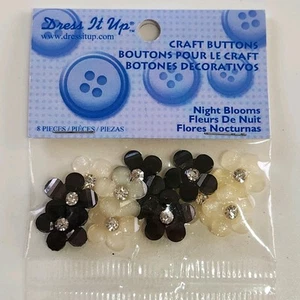 Dress It Up
www.dressitup.com
CRAFT BUTTONS
BOUTONS POUR LE CRAFT
BOTONES DECORATIVOS
Night Blooms
Fleurs De Nuit
Flores Nocturnas
8 PIECES / PIÈCES / PIEZAS